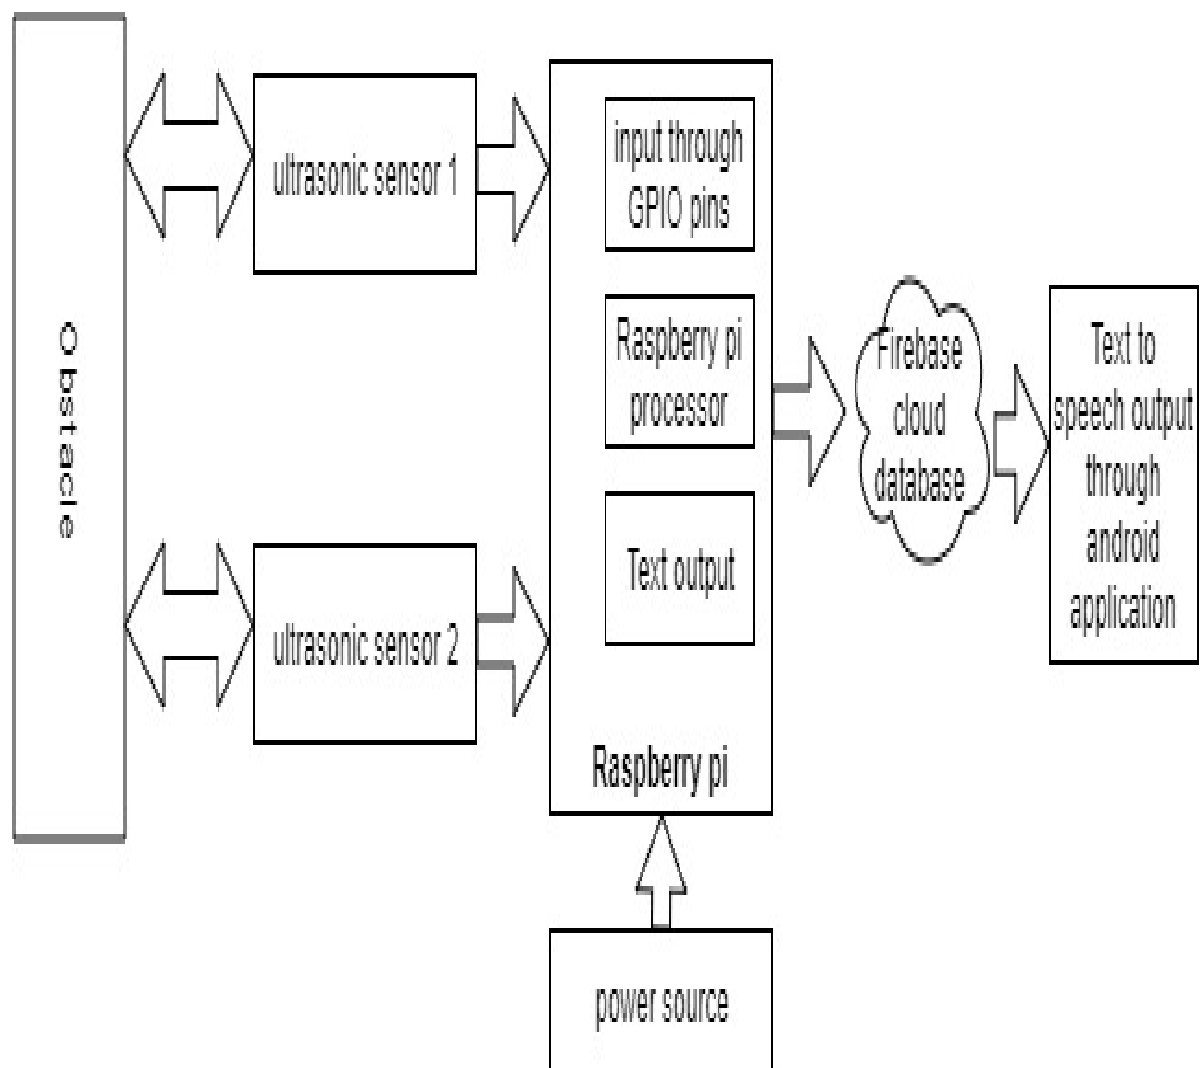 Obstacle
ultrasonic sensor 1
ultrasonic sensor 2
input through
GPIO pins
Raspberry pi
processor
Text output
Raspberry pi
power source
Firebase
cloud
database
Text to
speech output
through
android
application